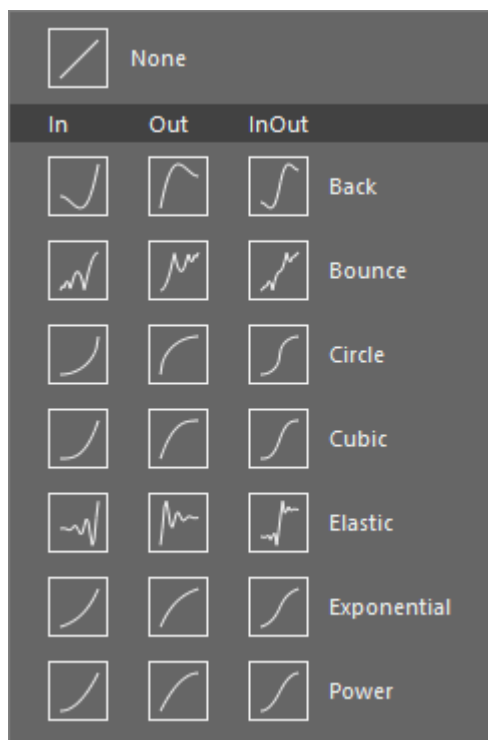 None
In Out InOut
Back
Bounce
Circle
Cubic
Elastic
Exponential
Power